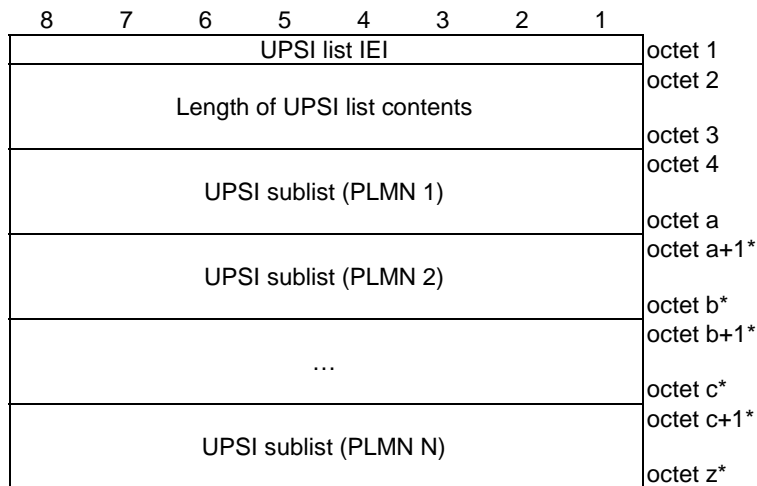 8 7 6 5 4 3 2 1
UPSI list IEI octet 1
octet 2
Length of UPSI list contents
octet 3
octet 4
UPSI sublist (PLMN 1)
octet a
octet a+1*
UPSI sublist (PLMN 2)
octet b*
octet b+1*
…
octet c*
octet c+1*
UPSI sublist (PLMN N)
octet z*